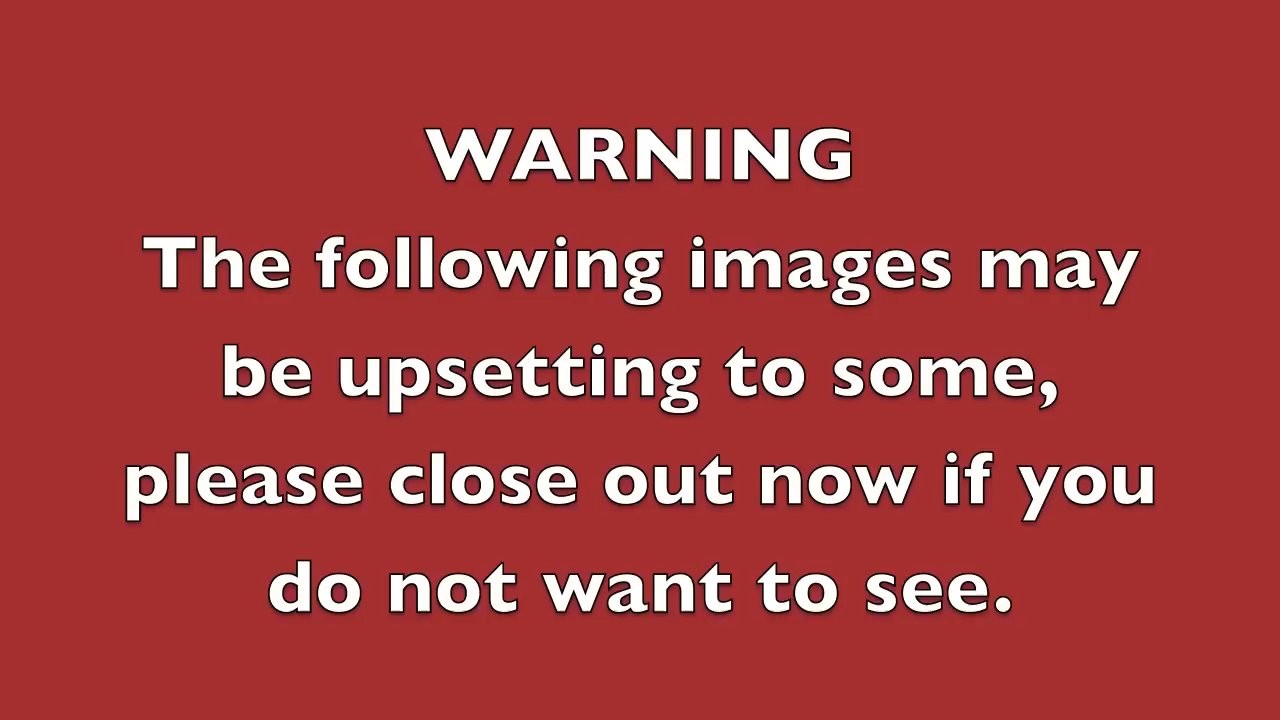 WARNING
The following images may
be upsetting to some,
please close out now if you
do not want to see.